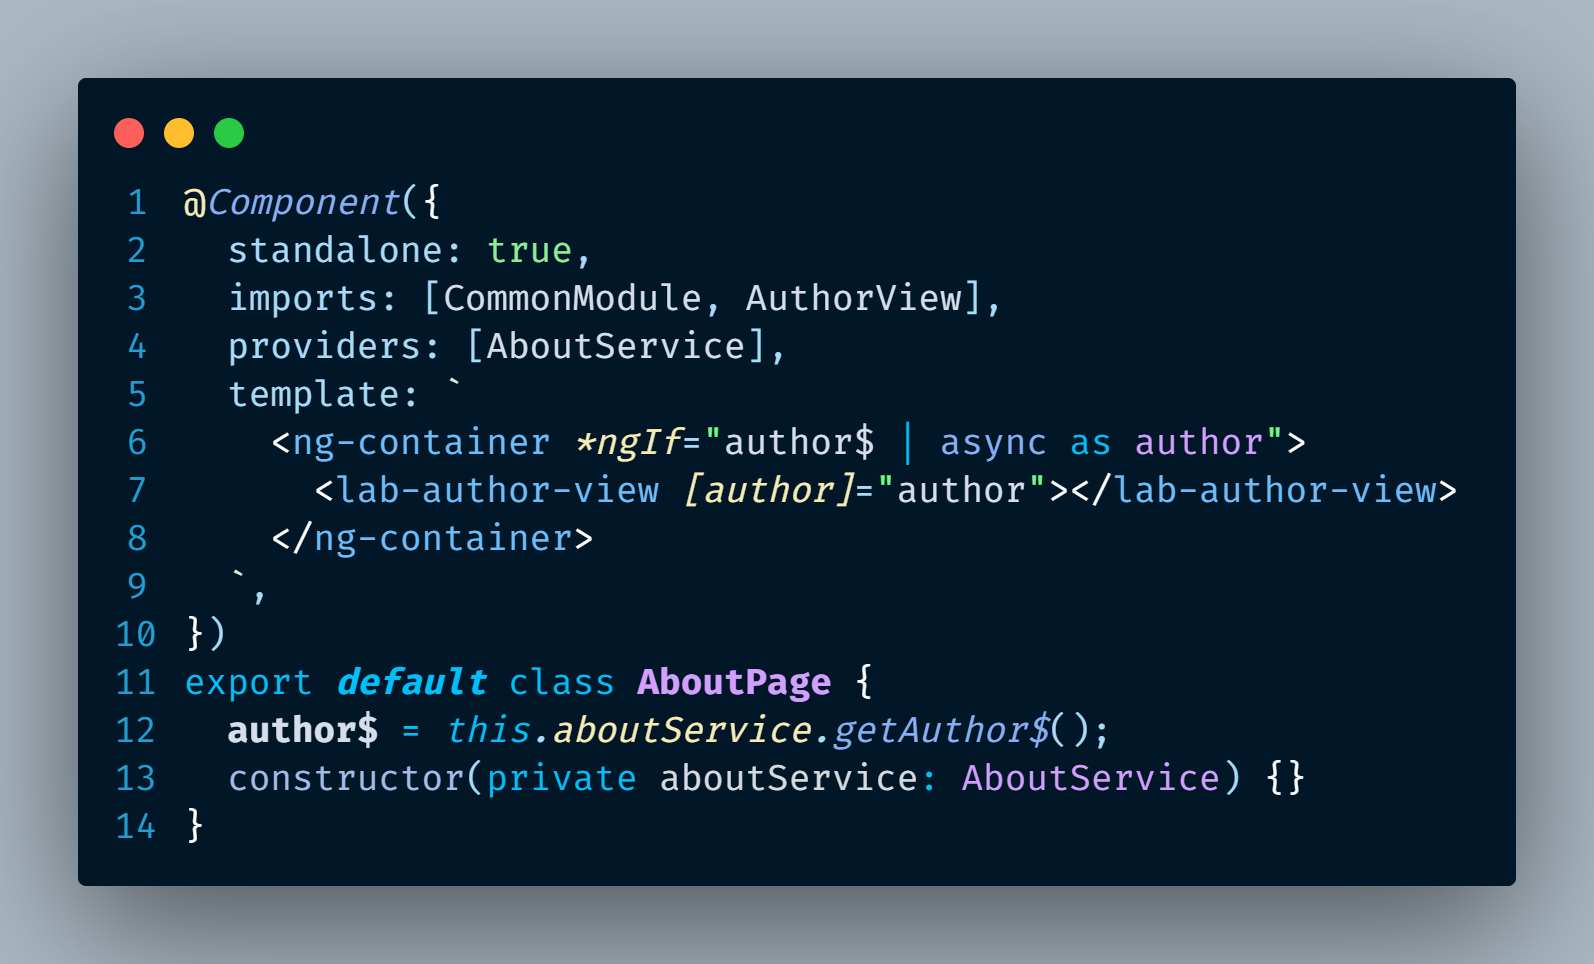 1 @Component({
2   standalone: true,
3   imports: [CommonModule, AuthorView],
4   providers: [AboutService],
5   template: `
6     <ng-container *ngIf="author$ | async as author">
7       <lab-author-view [author]="author"></lab-author-view>
8     </ng-container>
9   `,
10 })
11 export default class AboutPage {
12   author$ = this.aboutService.getAuthor$();
13   constructor(private aboutService: AboutService) {}
14 }